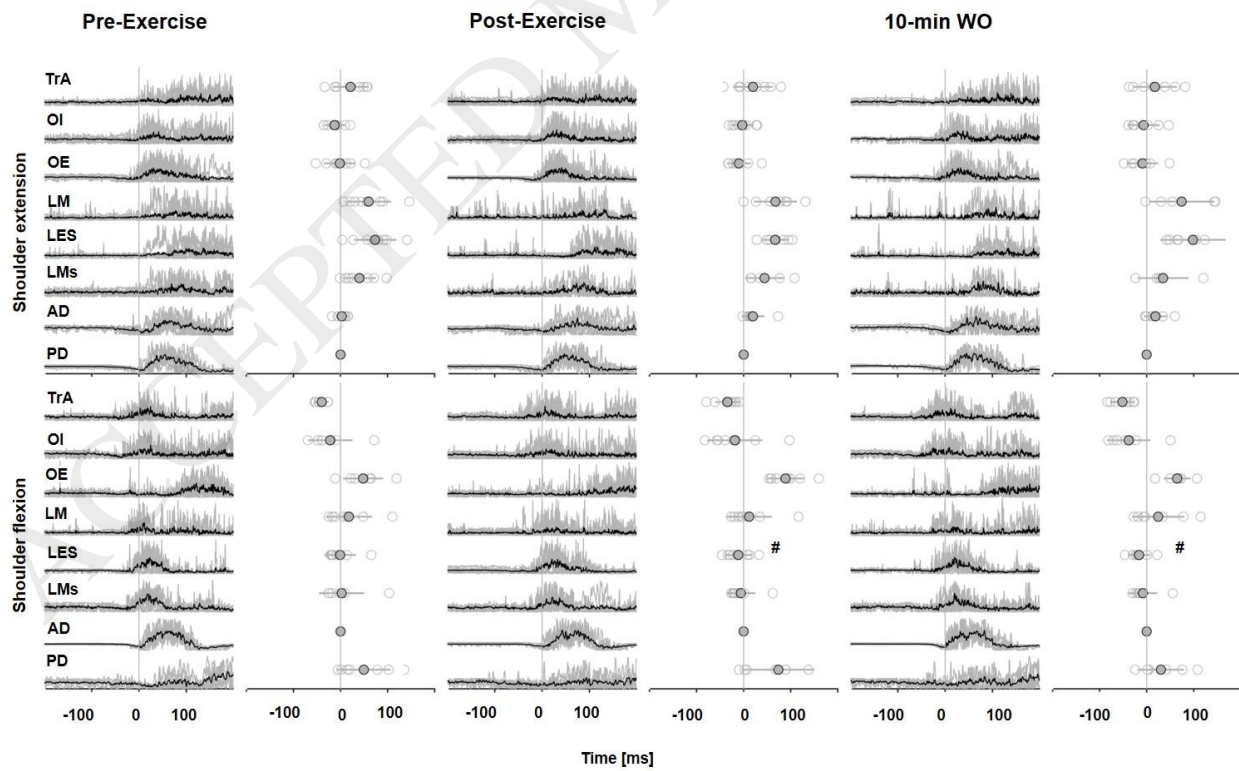 Pre-Exercise
Post-Exercise
10-min WO
Shoulder extension
TrA
OI
OE
LM
LES
LMs
AD
PD
Shoulder flexion
TrA
OI
OE
LM
LES
#
#
LMs
AD
PD
-100 0 100 -100 0 100 -100 0 100 -100 0 100 -100 0 100 -100 0 100
Time [ms]
ACCEPTED M